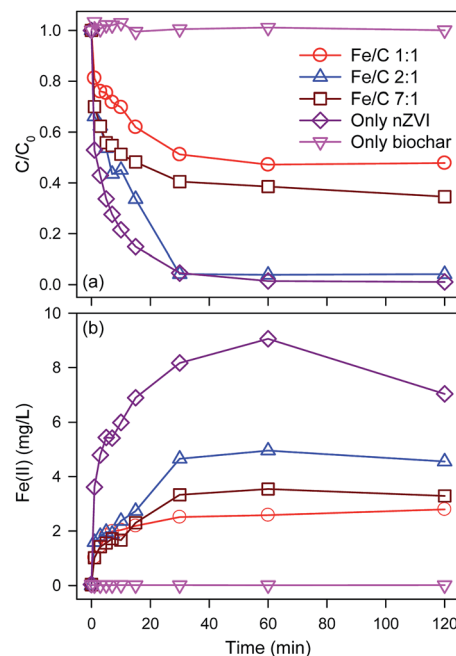 1.0
0.8
0.6
0.4
0.2
0.0
C/C0
(a)
Fe/C 1:1
Fe/C 2:1
Fe/C 7:1
Only nZVI
Only biochar
10
8
6
4
2
0
Fe(II) (mg/L)
(b)
0 20 40 60 80 100 120
Time (min)